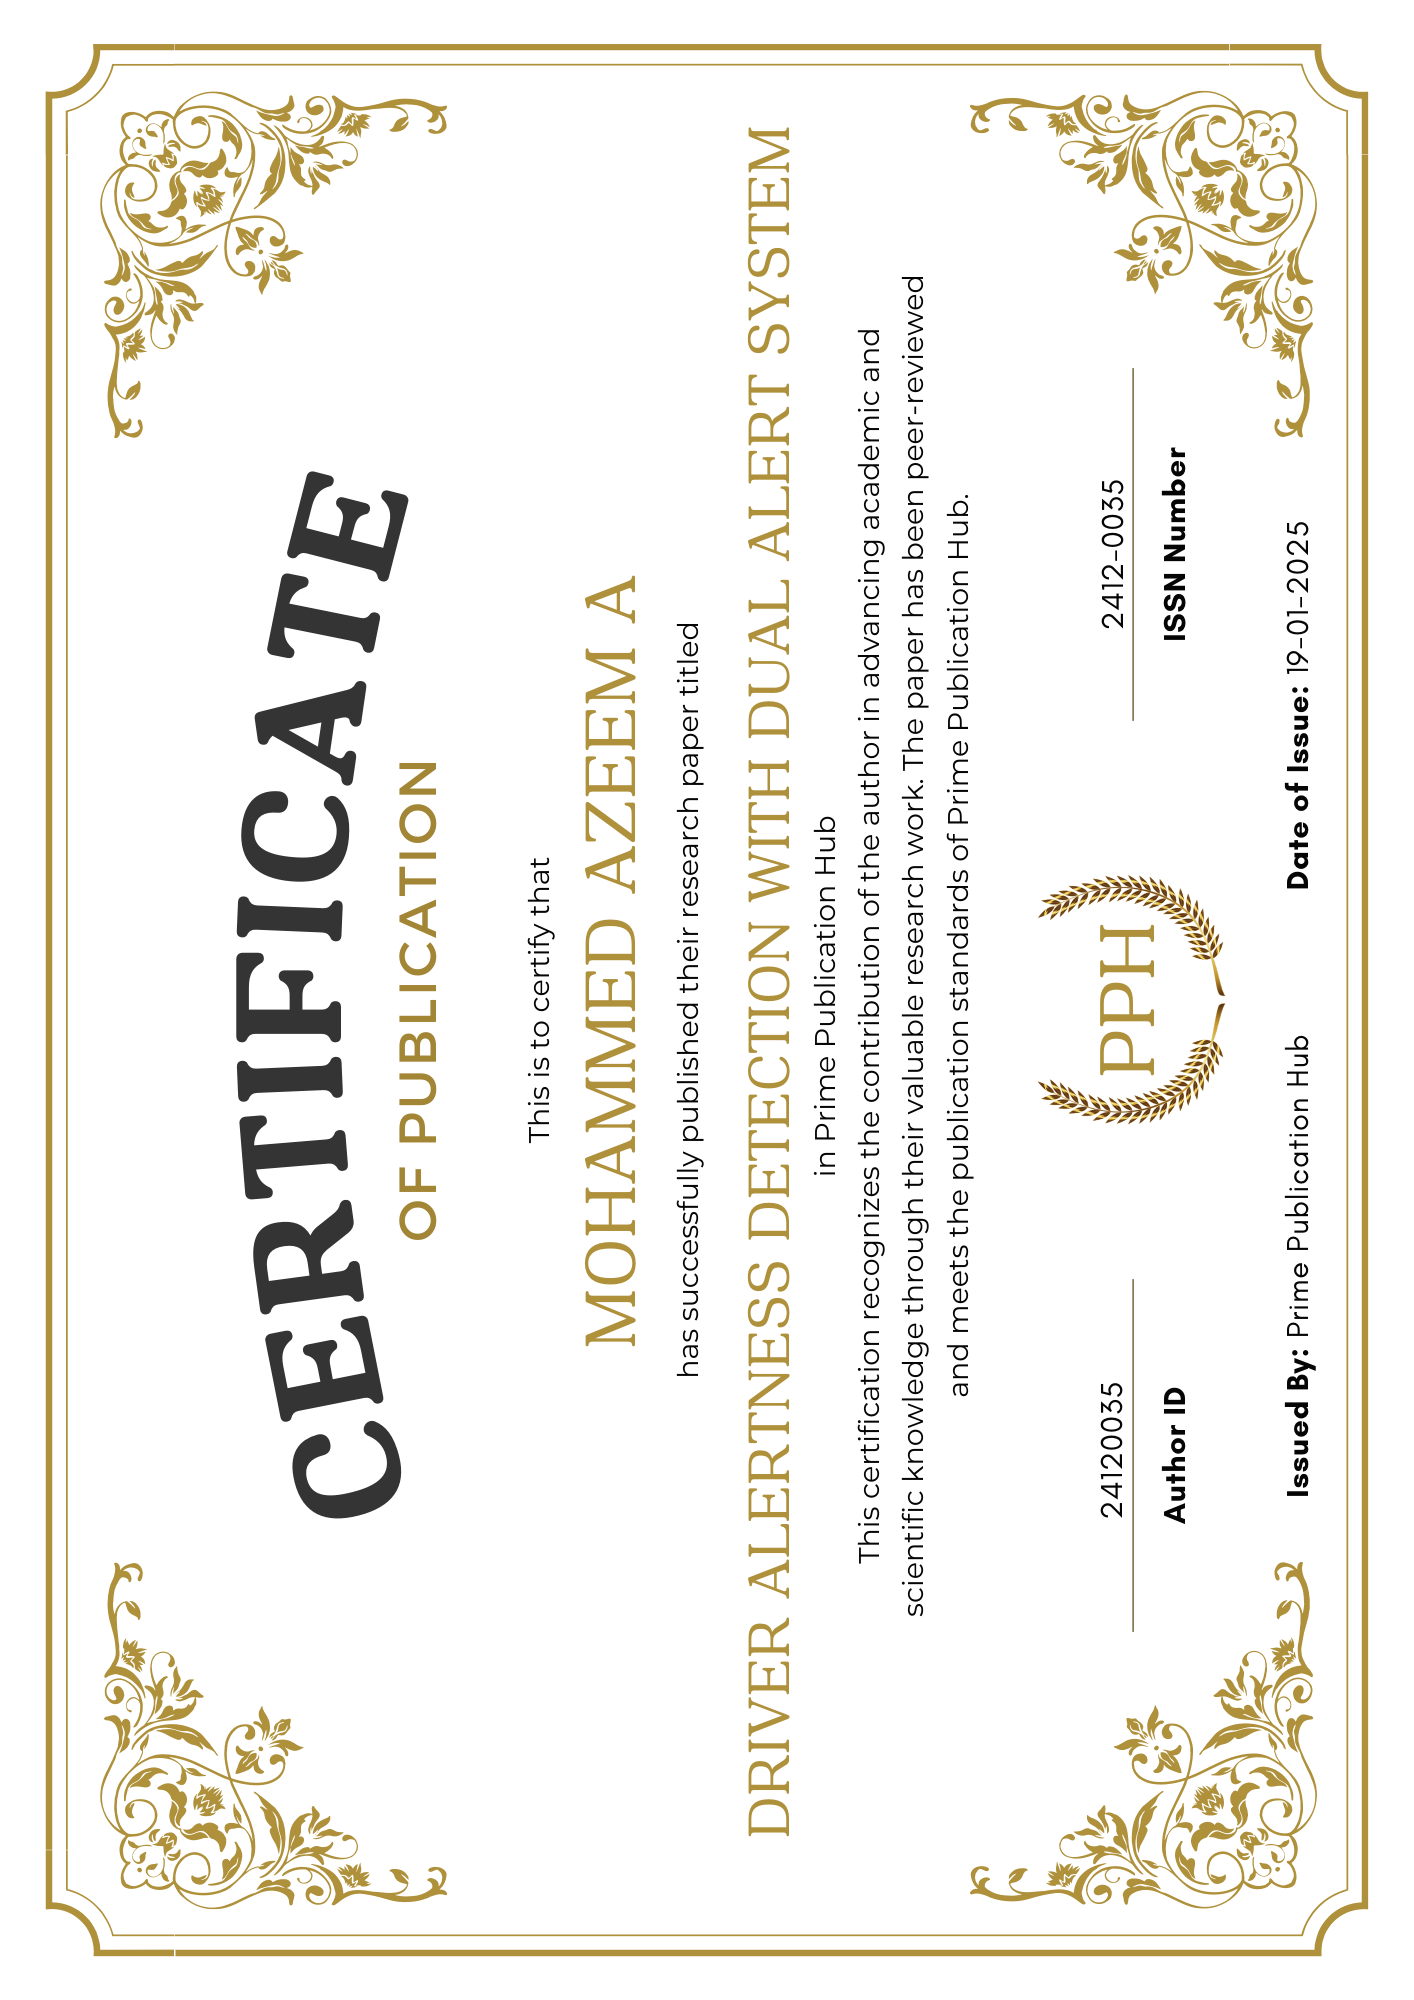 CERTIFICATE
OF PUBLICATION
This is to certify that
MOHAMMED AZEEM A
has successfully published their research paper titled
DRIVER ALERTNESS DETECTION WITH DUAL ALERT SYSTEM
in Prime Publication Hub
This certification recognizes the contribution of the author in advancing academic and
scientific knowledge through their valuable research work. The paper has been peer-reviewed
and meets the publication standards of Prime Publication Hub.
24120035
Author ID
PPH
2412-0035
ISSN Number
Issued By: Prime Publication Hub
Date of Issue: 19-01-2025